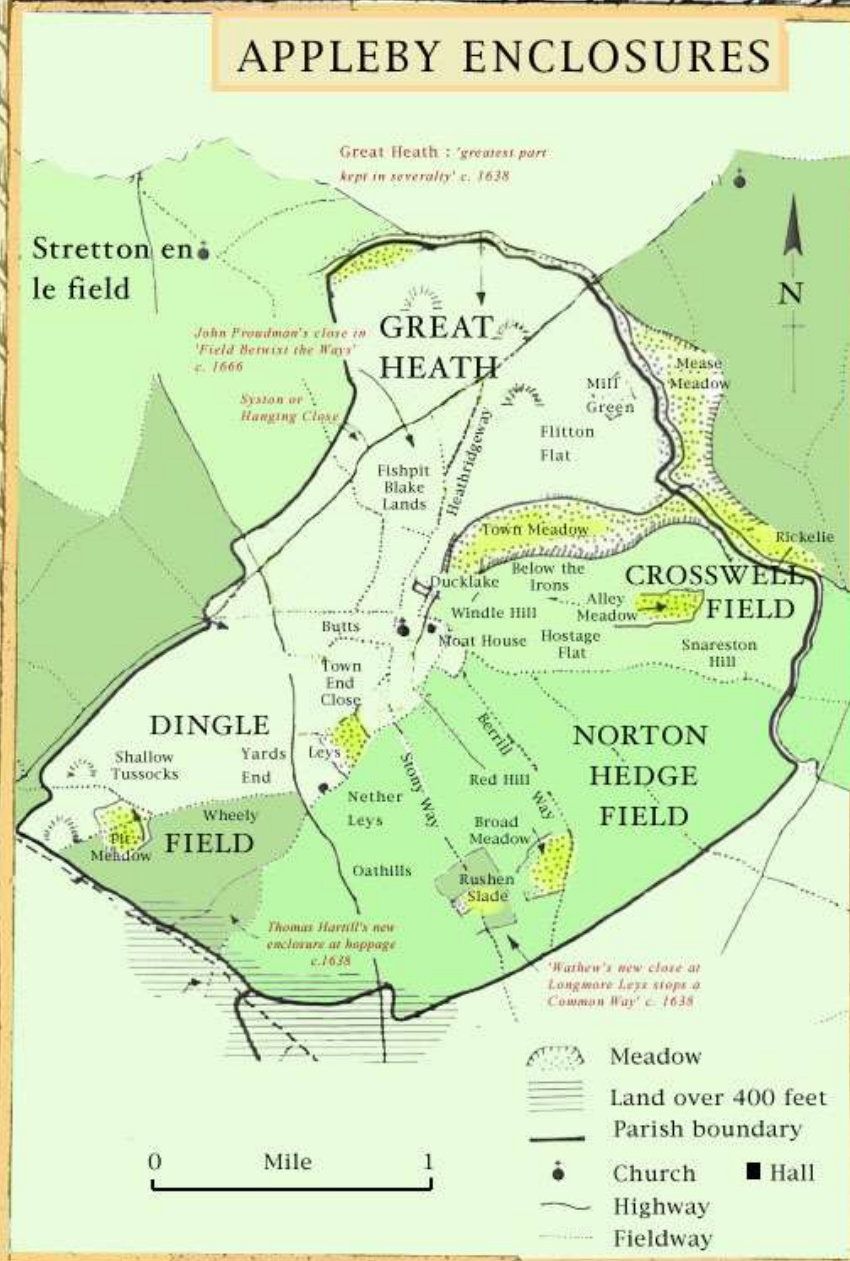 APPLEBY ENCLOSURES
Great Heath : 'greatest part
kept in severalty' c. 1638
Stretton en
le field
N
John Proudman's close in
'Field Betwixt the Ways'
c. 1666
GREAT
HEATH
Mease
Meadow
Mill
Green
Syston or
Hanging Close
Flitton
Flat
Heathridgeway
Fishpit
Blake
Lands
Town Meadow
Rickelie
Below the
Irons
CROSSWELL
FIELD
Ducklake
Alley
Meadow
Windle Hill
Butts
Moat House
Hostage
Flat
Snareston
Hill
Town
End
Close
DINGLE
FIELD
Berrill
Way
NORTON
HEDGE
FIELD
Shallow
Tussocks
Yards
End
Leys
Stony Way
Red Hill
Nether
Leys
Wheely
Broad
Meadow
Pit
Meadow
Oathills
Rushen
Slade
Thomas Hartill's new
enclosure at hoppage
c.1638
'Wathew's new close at
Longmore Leys stops a
Common Way' c. 1638
Meadow
Land over 400 feet
Parish boundary
Church
Hall
Highway
Fieldway
0 Mile 1